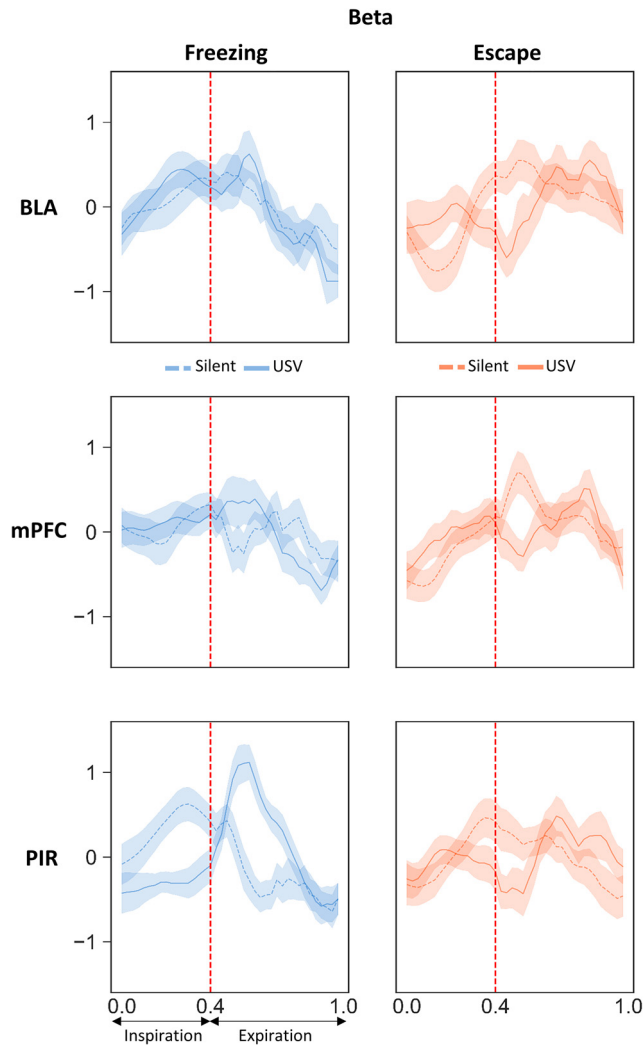 Beta
Freezing Escape
1
BLA 0
−1
Silent USV Silent USV
1
mPFC 0
−1
1
PIR 0
−1
0.0 0.4 1.0 0.0 0.4 1.0
Inspiration Expiration